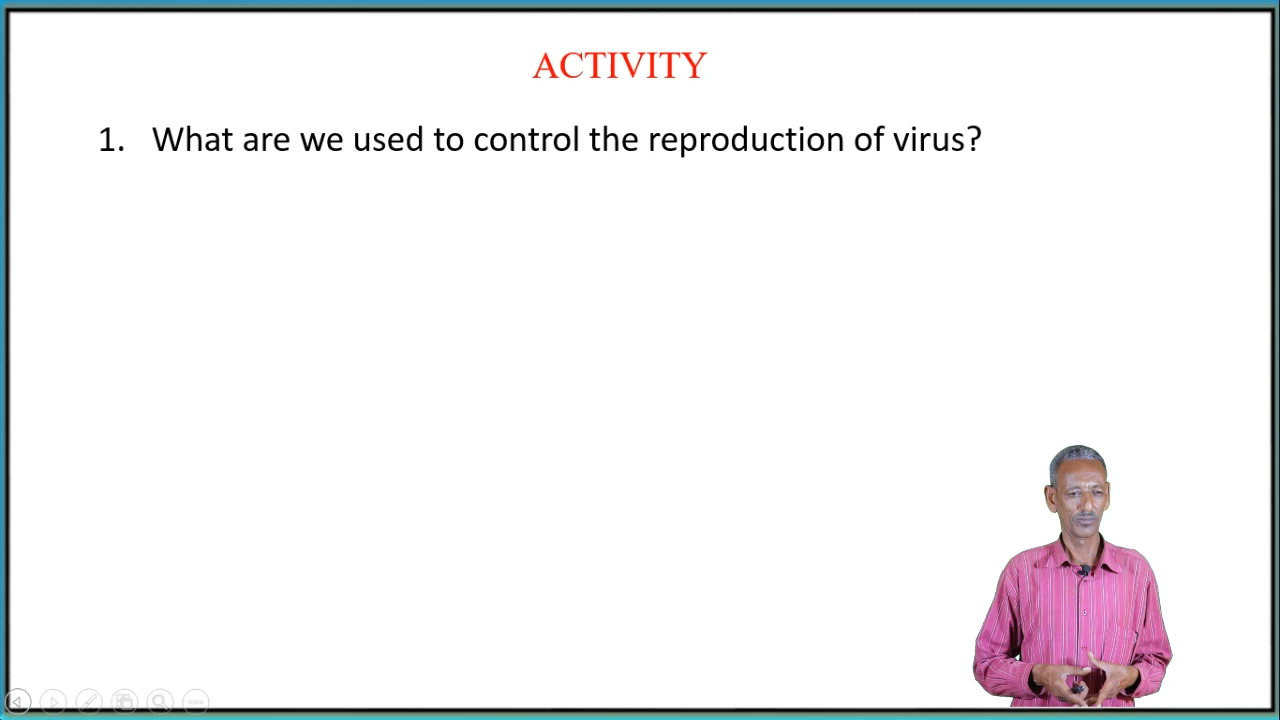 ACTIVITY
1. What are we used to control the reproduction of virus?